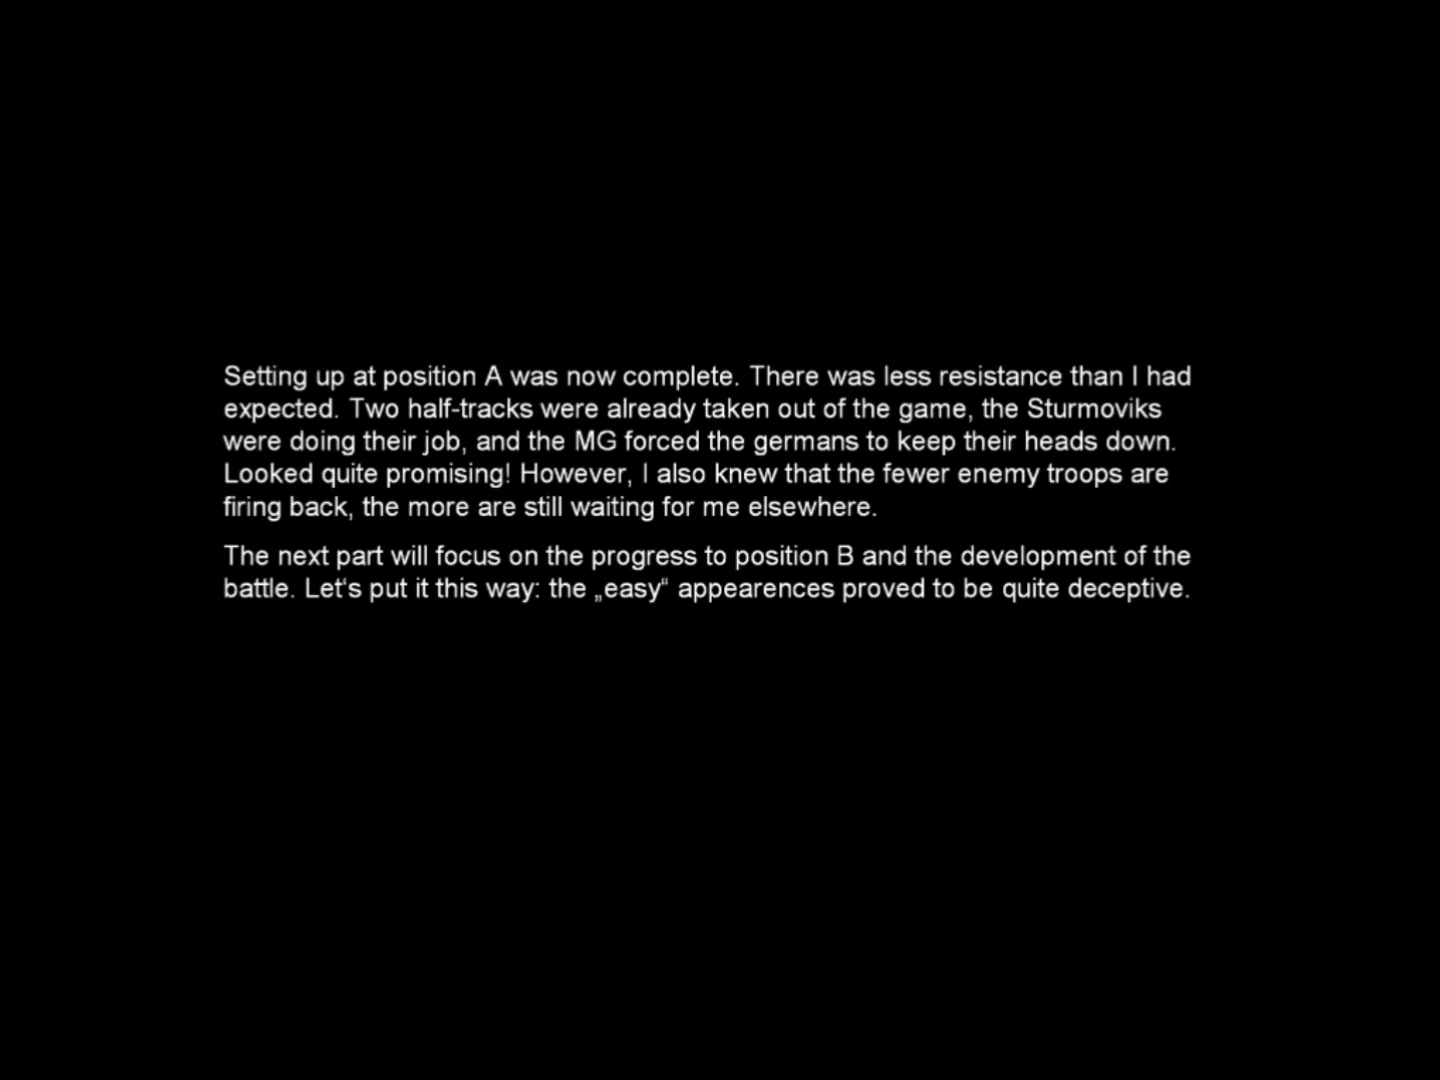 Setting up at position A was now complete. There was less resistance than I had
expected. Two half-tracks were already taken out of the game, the Sturmoviks
were doing their job, and the MG forced the germans to keep their heads down.
Looked quite promising! However, I also knew that the fewer enemy troops are
firing back, the more are still waiting for me elsewhere.
The next part will focus on the progress to position B and the development of the
battle. Let‘s put it this way: the „easy“ appearences proved to be quite deceptive.